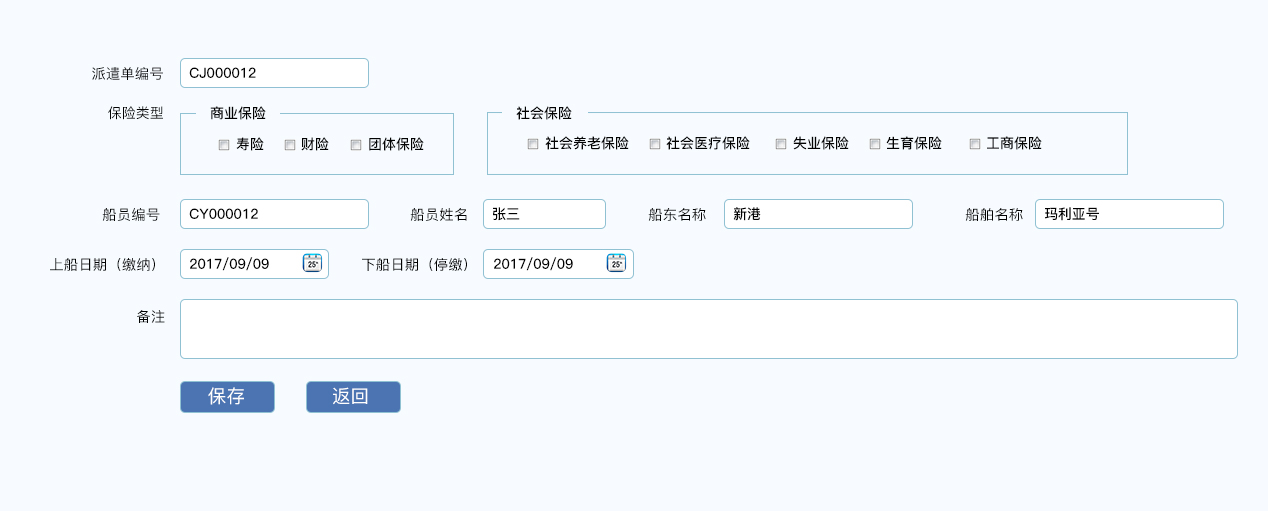 派遣单编号 CJ000012
保险类型 商业保险 社会保险
寿险 财险 团体保险 社会养老保险 社会医疗保险 失业保险 生育保险 工商保险
船员编号 CY000012 船员姓名 张三 船东名称 新港 船舶名称 玛利亚号
上船日期（缴纳） 2017/09/09 25 下船日期（停缴） 2017/09/09 25
备注
保存 返回